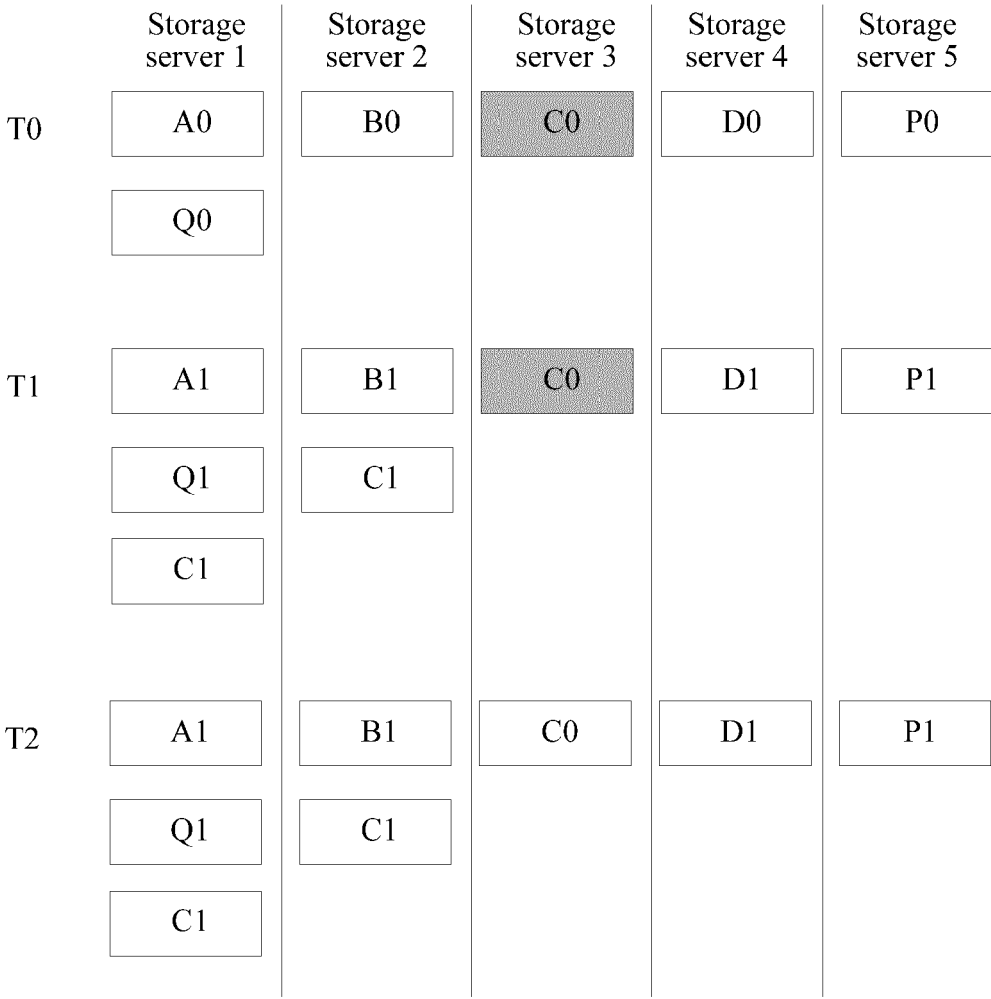 Storage server 1 Storage server 2 Storage server 3 Storage server 4 Storage server 5
T0 A0 B0 C0 D0 P0
Q0
T1 A1 B1 C0 D1 P1
Q1 C1
C1
T2 A1 B1 C0 D1 P1
Q1 C1
C1